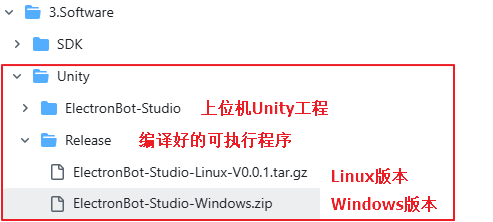 3.Software
SDK
Unity
ElectronBot-Studio 上位机Unity工程
Release 编译好的可执行程序
ElectronBot-Studio-Linux-V0.0.1.tar.gz Linux版本
ElectronBot-Studio-Windows.zip Windows版本